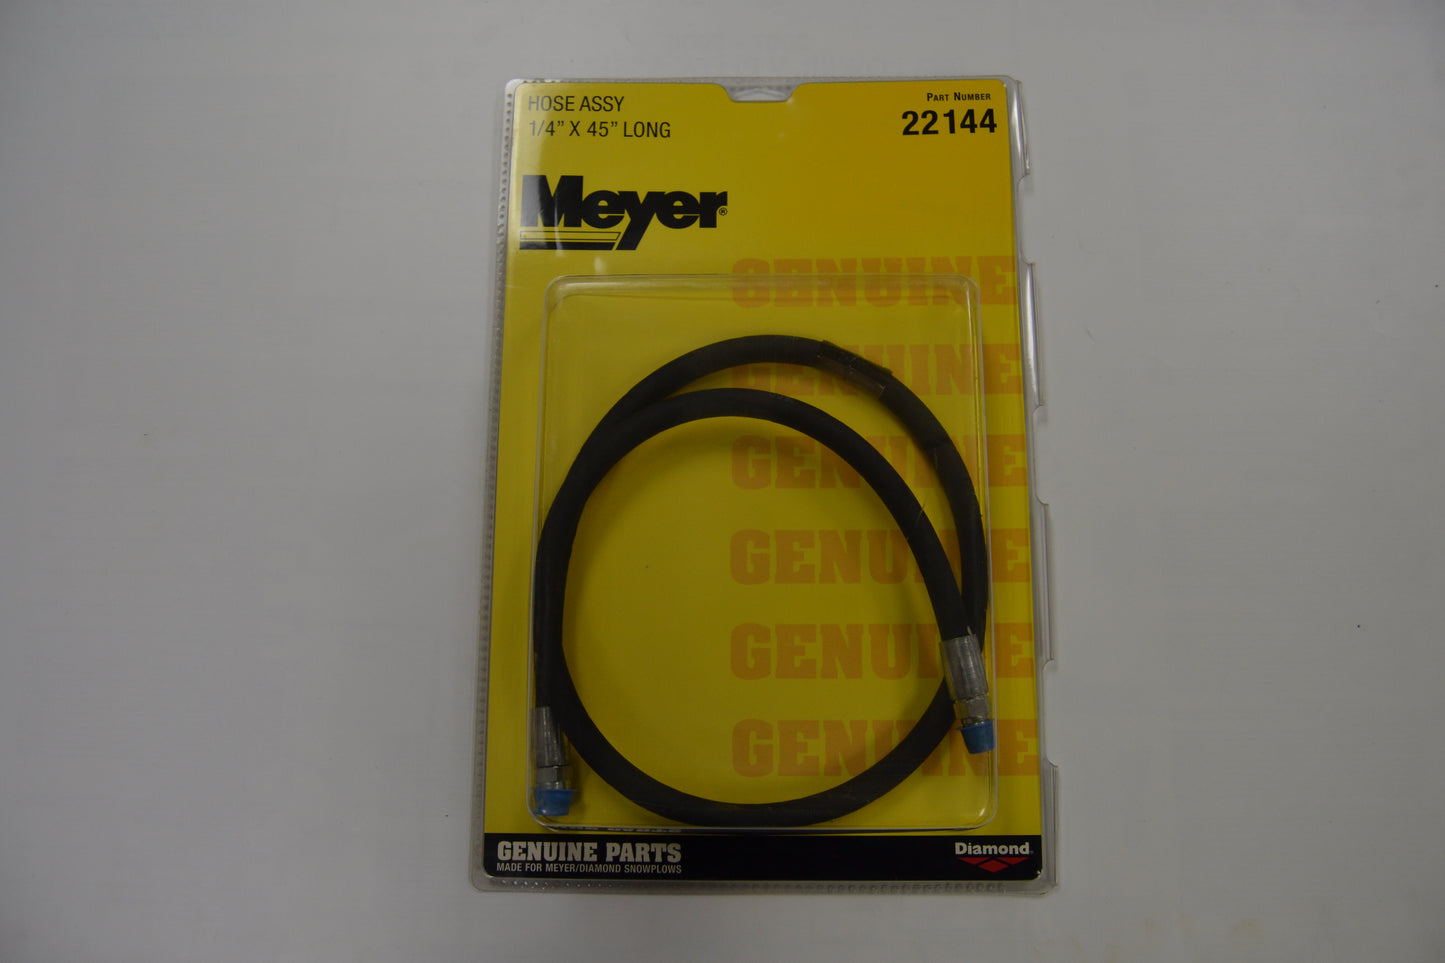 HOSE ASSY
1/4" X 45" LONG
PART NUMBER
22144
Meyer®
GENUINE
GENUINE
GENUINE
GENUINE
GENUINE
GENUINE
GENUINE PARTS
MADE FOR MEYER/DIAMOND SNOWPLOWS
Diamond